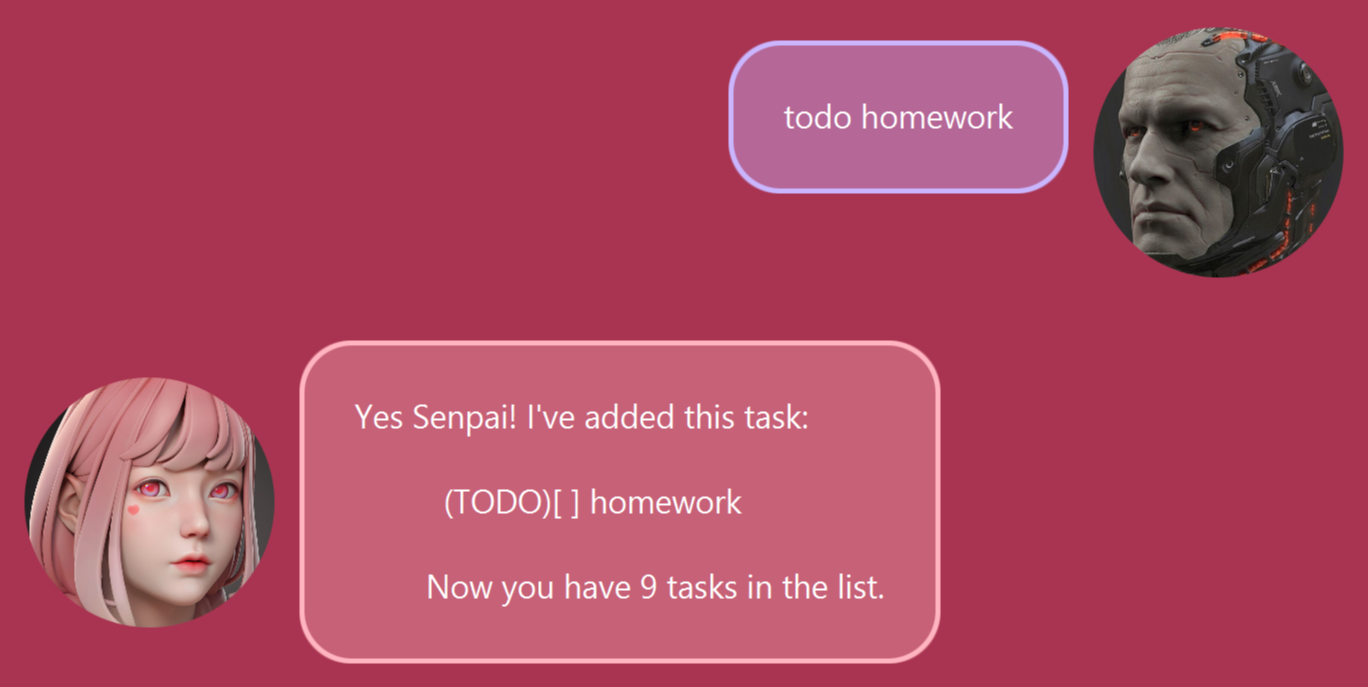 todo homework
Yes Senpai! I've added this task:
(TODO)[ ] homework
Now you have 9 tasks in the list.